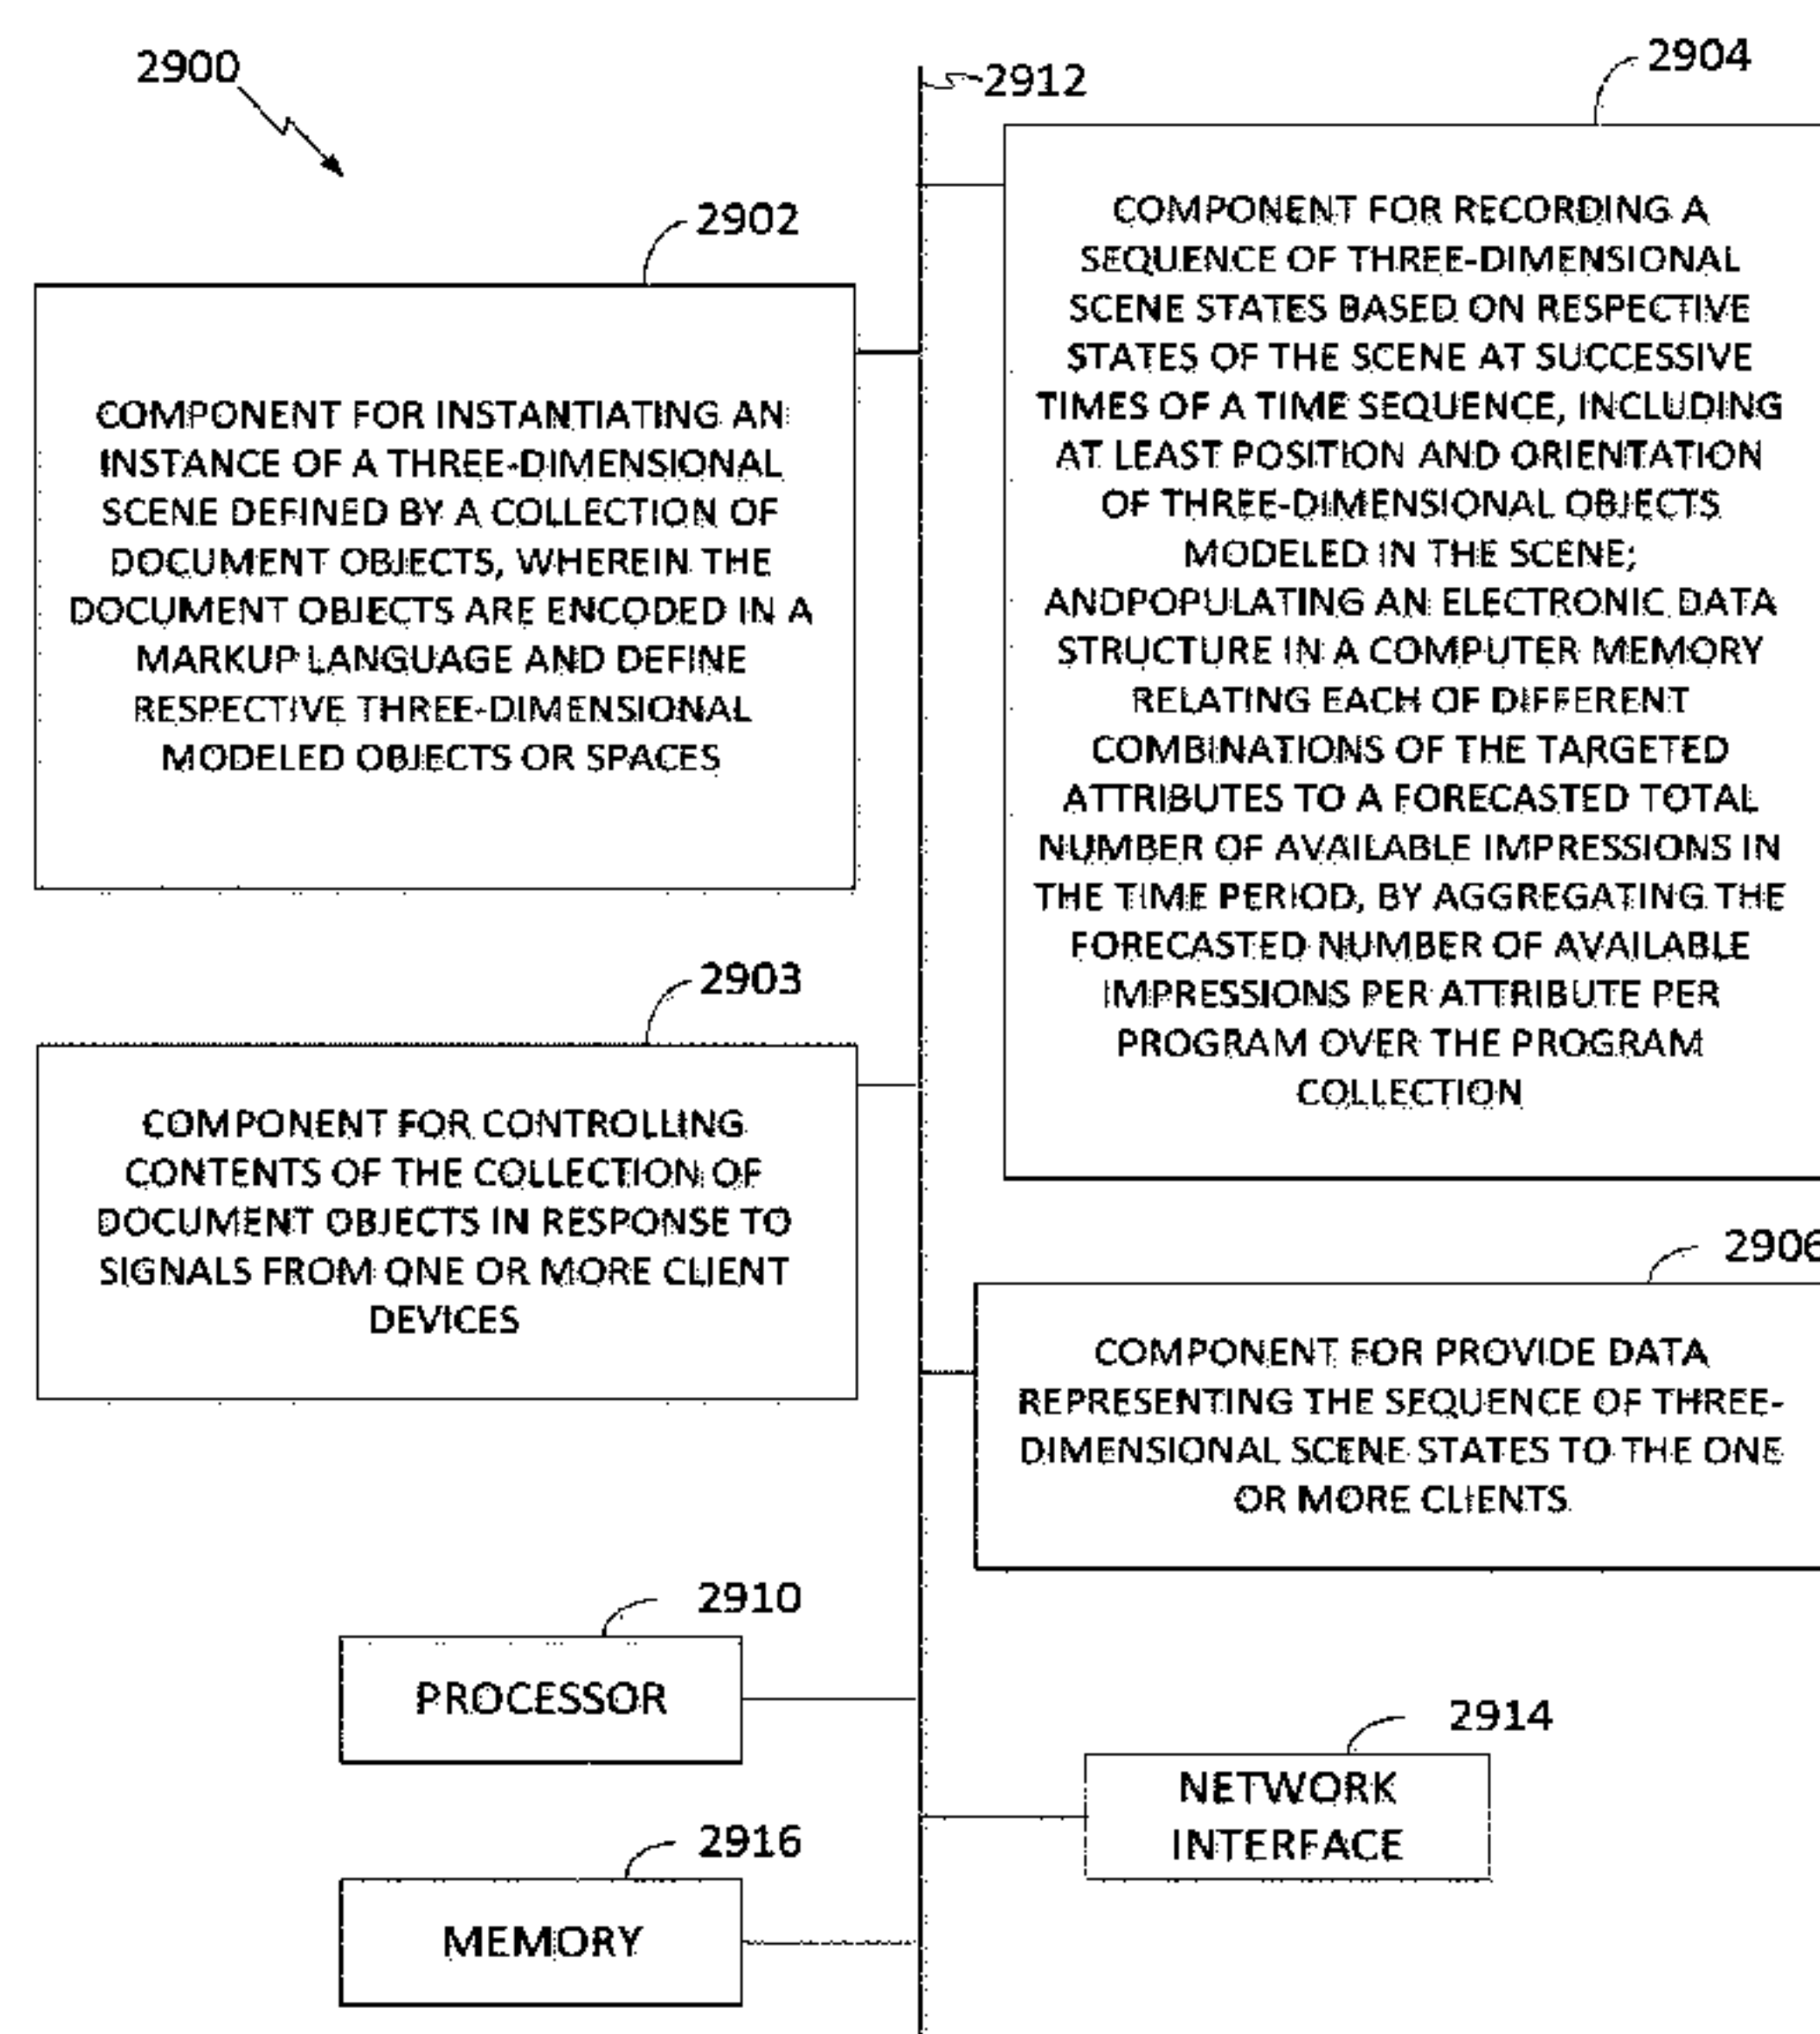 2900
2912
2904
2902
COMPONENT FOR INSTANTIATING AN
INSTANCE OF A THREE-DIMENSIONAL
SCENE DEFINED BY A COLLECTION OF
DOCUMENT OBJECTS, WHEREIN THE
DOCUMENT OBJECTS ARE ENCODED IN A
MARKUP LANGUAGE AND DEFINE
RESPECTIVE THREE-DIMENSIONAL
MODELED OBJECTS OR SPACES
COMPONENT FOR RECORDING A
SEQUENCE OF THREE-DIMENSIONAL
SCENE STATES BASED ON RESPECTIVE
STATES OF THE SCENE AT SUCCESSIVE
TIMES OF A TIME SEQUENCE, INCLUDING
AT LEAST POSITION AND ORIENTATION
OF THREE-DIMENSIONAL OBJECTS
MODELED IN THE SCENE;
ANDPOPULATING AN ELECTRONIC DATA
STRUCTURE IN A COMPUTER MEMORY
RELATING EACH OF DIFFERENT
COMBINATIONS OF THE TARGETED
ATTRIBUTES TO A FORECASTED TOTAL
NUMBER OF AVAILABLE IMPRESSIONS IN
THE TIME PERIOD, BY AGGREGATING THE
FORECASTED NUMBER OF AVAILABLE
IMPRESSIONS PER ATTRIBUTE PER
PROGRAM OVER THE PROGRAM
COLLECTION
2903
COMPONENT FOR CONTROLLING
CONTENTS OF THE COLLECTION OF
DOCUMENT OBJECTS IN RESPONSE TO
SIGNALS FROM ONE OR MORE CLIENT
DEVICES
2906
COMPONENT FOR PROVIDE DATA
REPRESENTING THE SEQUENCE OF THREE-
DIMENSIONAL SCENE STATES TO THE ONE
OR MORE CLIENTS
2910
PROCESSOR
2914
NETWORK
INTERFACE
2916
MEMORY